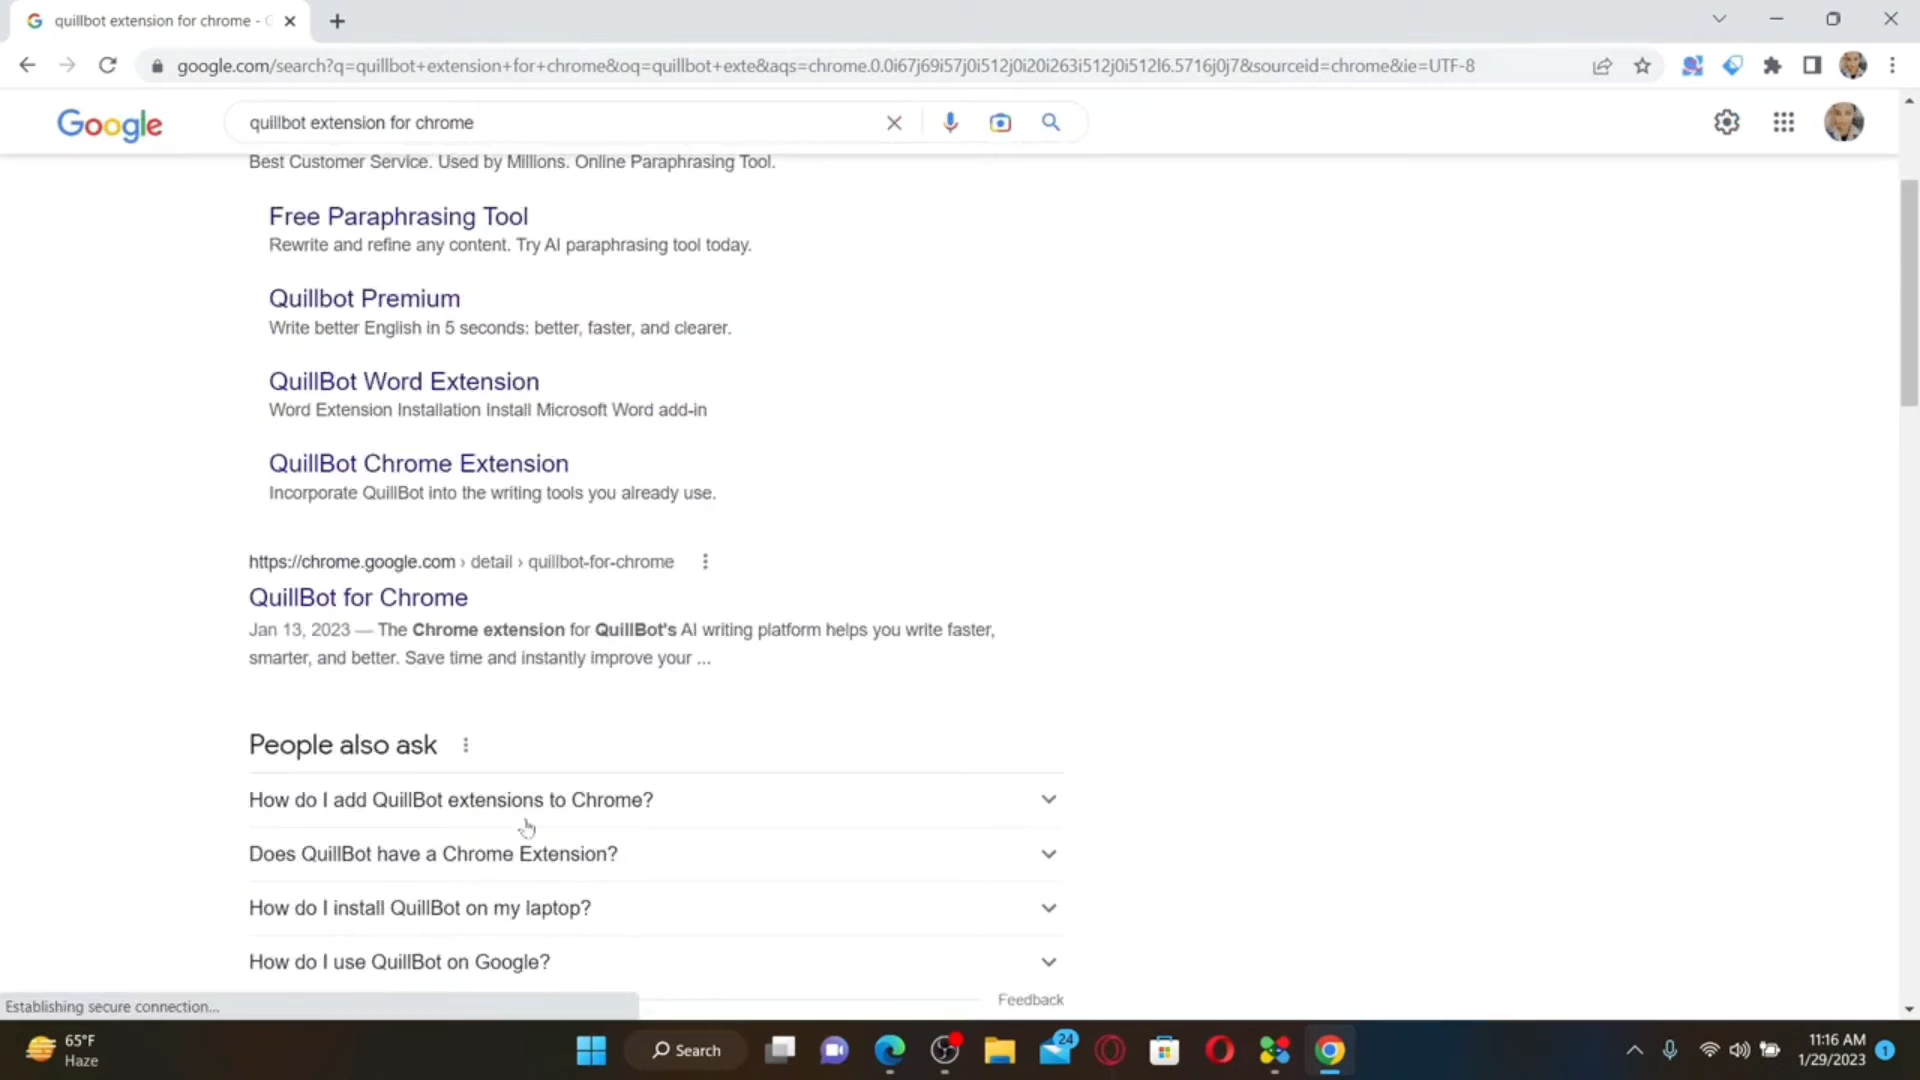 quillbot extension for chrome - G
google.com/search?q=quillbot+extension+for+chrome&oq=quillbot+exte&aqs=chrome.0.0i67j69i57j0i512j0i20i263i512j0i512l6.5716j0j7&sourceid=chrome&ie=UTF-8
Google
quillbot extension for chrome
Best Customer Service. Used by Millions. Online Paraphrasing Tool.
Free Paraphrasing Tool
Rewrite and refine any content. Try AI paraphrasing tool today.
Quillbot Premium
Write better English in 5 seconds: better, faster, and clearer.
QuillBot Word Extension
Word Extension Installation Install Microsoft Word add-in
QuillBot Chrome Extension
Incorporate QuillBot into the writing tools you already use.
https://chrome.google.com › detail › quillbot-for-chrome
QuillBot for Chrome
Jan 13, 2023 — The Chrome extension for QuillBot's AI writing platform helps you write faster,
smarter, and better. Save time and instantly improve your ...
People also ask
How do I add QuillBot extensions to Chrome?
Does QuillBot have a Chrome Extension?
How do I install QuillBot on my laptop?
How do I use QuillBot on Google?
Feedback
Establishing secure connection...
65°F
Haze
Search
24
11:16 AM
1/29/2023
1